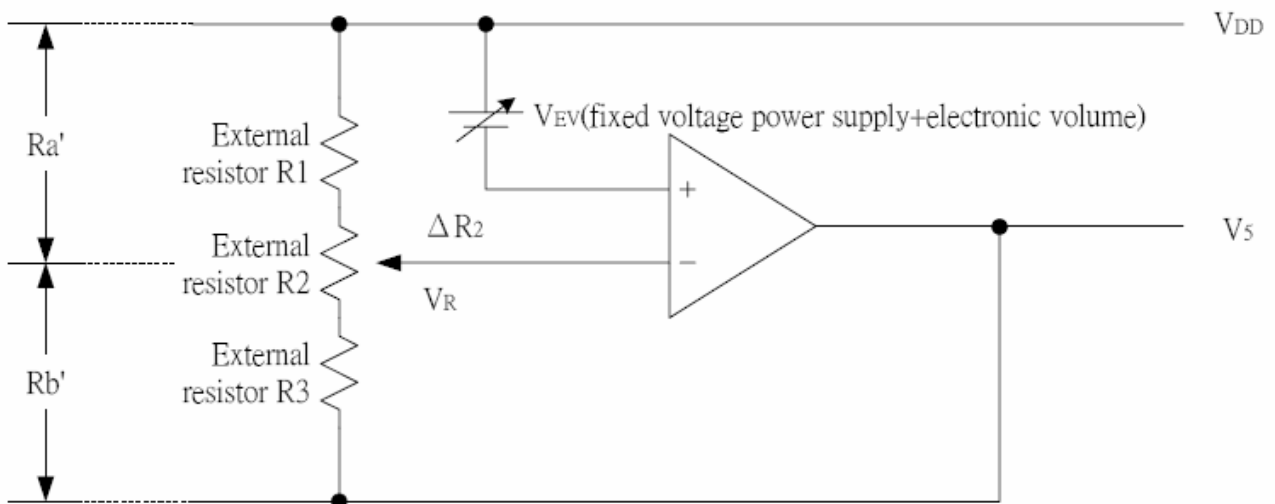 VDD
VEV(fixed voltage power supply+electronic volume)
Ra'
External
resistor R1
+
ΔR2
External
resistor R2
−
VR
V5
External
resistor R3
Rb'